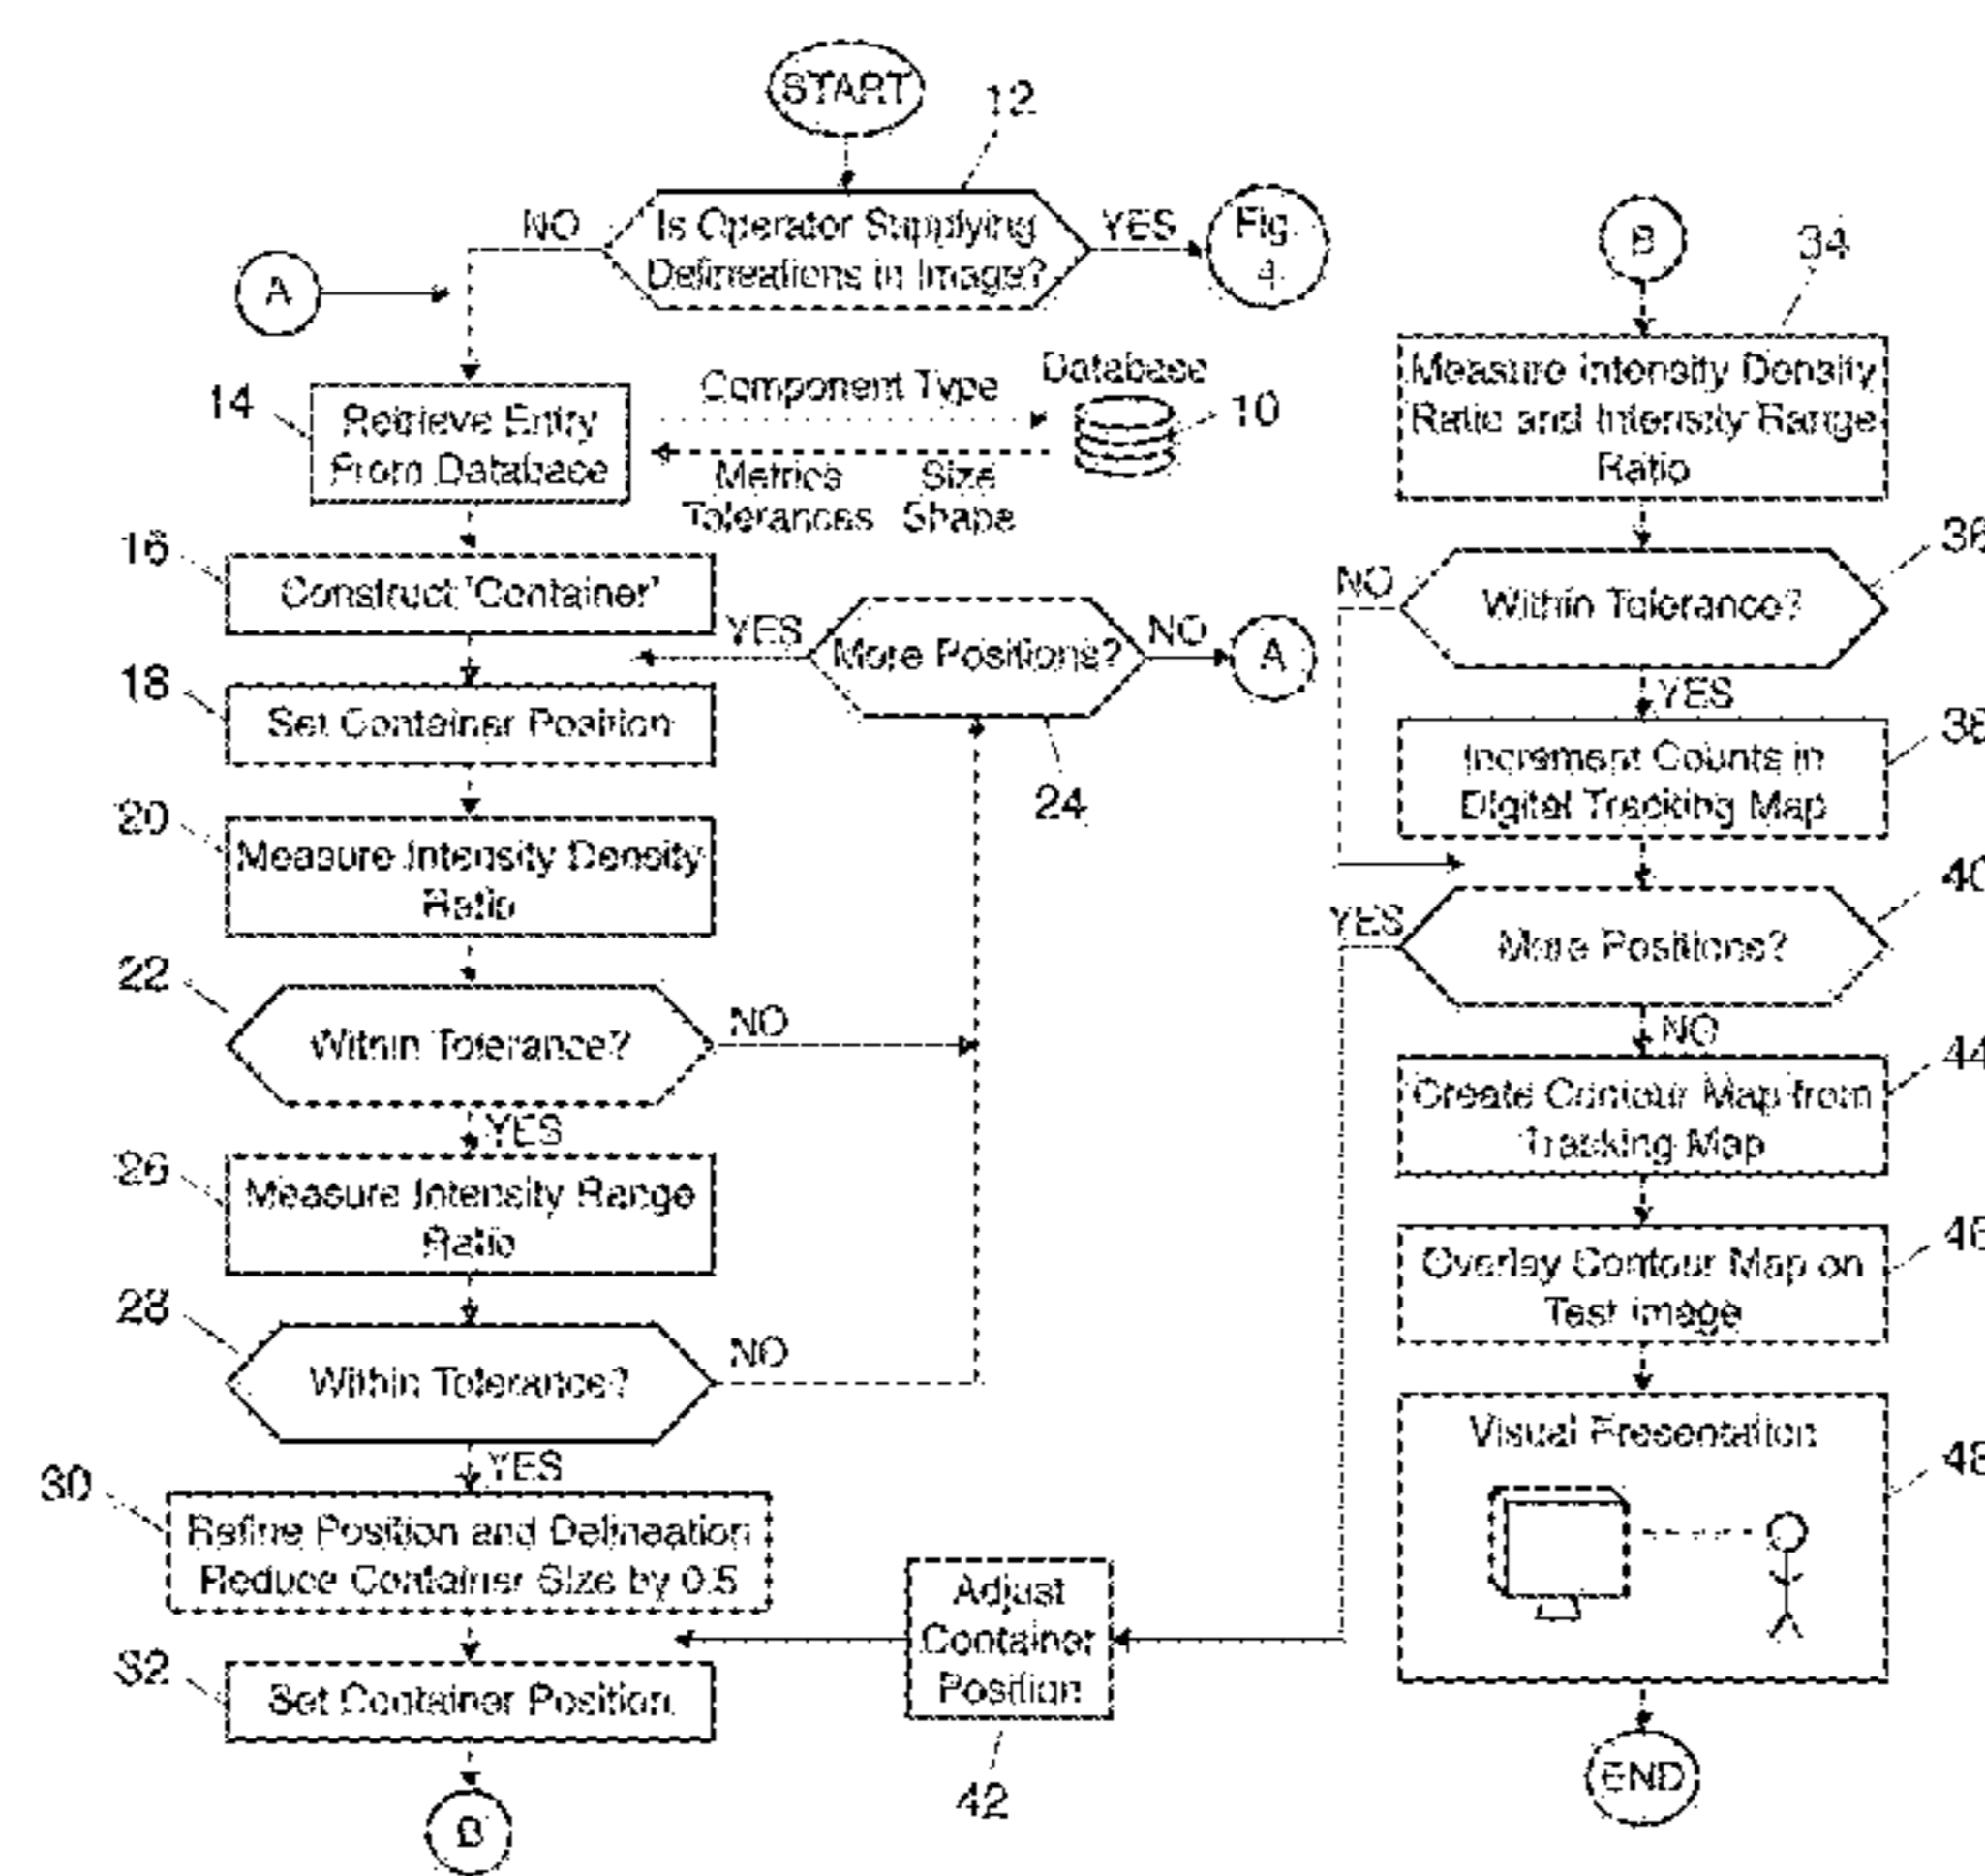 START
12
Is Operator Supplying
Delineations in Image?
NO
YES
Fig.
4
A
14
Retrieve Entry
From Database
Component Type
Database
10
Metrics
Size
Tolerances
Shape
16
Construct 'Container'
YES
More Positions?
NO
A
24
18
Set Container Position
20
Measure Intensity Density
Ratio
22
Within Tolerance?
NO
YES
26
Measure Intensity Range
Ratio
28
Within Tolerance?
NO
YES
30
Refine Position and Delineation
Reduce Container Size by 0.5
32
Set Container Position
B
Adjust
Container
Position
42
B
34
Measure Intensity Density
Ratio and Intensity Range
Ratio
36
Within Tolerance?
NO
YES
38
Increment Counts in
Digital Tracking Map
40
More Positions?
YES
NO
44
Create Contour Map from
Tracking Map
46
Overlay Contour Map on
Test Image
Visual Presentation
48
END